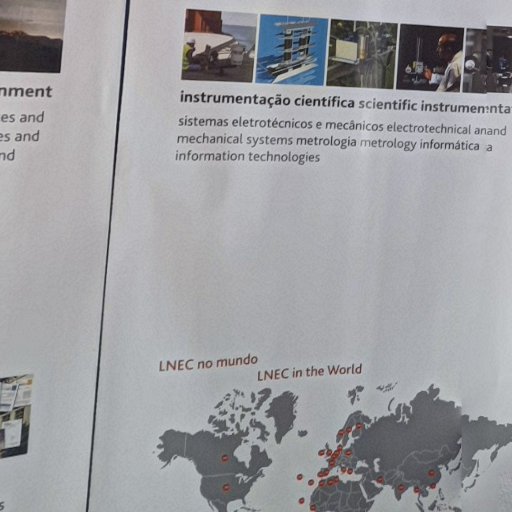 nment
es and
es and
nd
instrumentação científica scientific instrumenta
sistemas eletrotécnicos e mecânicos electrotechnical and
mechanical systems metrologia metrology informática
information technologies
LNEC no mundo
LNEC in the World